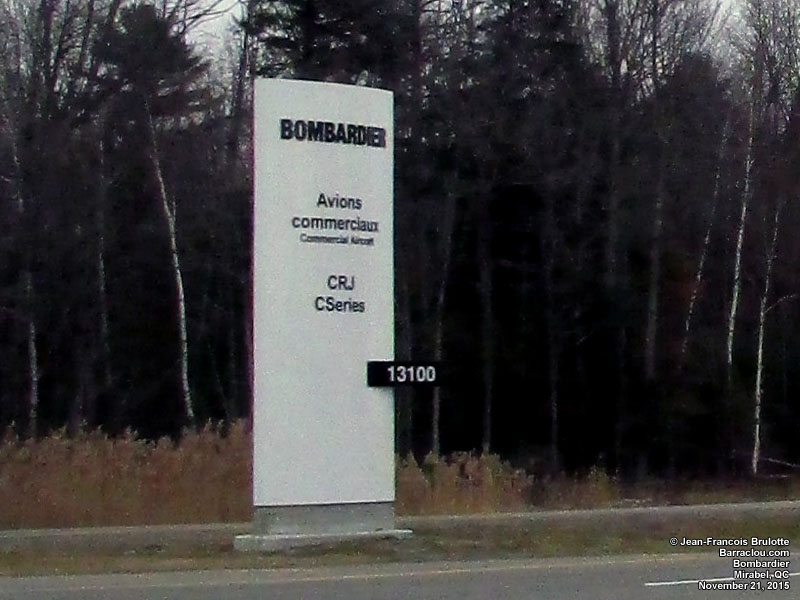 BOMBARDIER
Avions
commerciaux
Commercial Aircraft
CRJ
CSeries
13100
© Jean-Francois Brulotte
Barraclou.com
Bombardier
Mirabel, QC
November 21, 2015